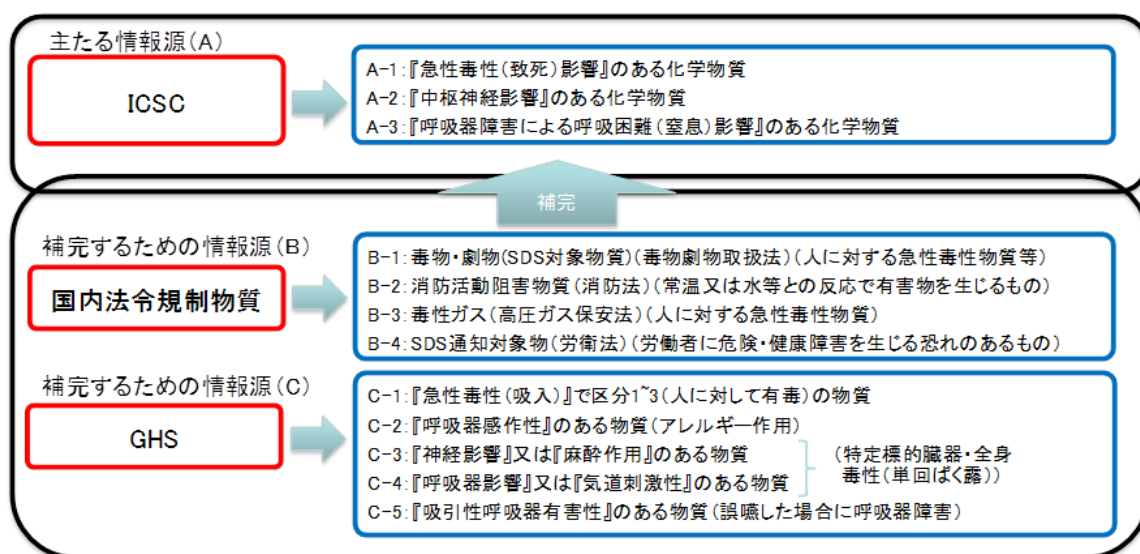 主たる情報源(A)
ICSC
A-1:『急性毒性(致死)影響』のある化学物質
A-2:『中枢神経影響』のある化学物質
A-3:『呼吸器障害による呼吸困難(窒息)影響』のある化学物質
補完
補完するための情報源(B)
国内法令規制物質
B-1:毒物・劇物(SDS対象物質)(毒物劇物取扱法)(人に対する急性毒性物質等)
B-2:消防活動阻害物質(消防法)(常温又は水等との反応で有害物を生じるもの)
B-3:毒性ガス(高圧ガス保安法)(人に対する急性毒性物質)
B-4:SDS通知対象物(労衛法)(労働者に危険・健康障害を生じる恐れのあるもの)
補完するための情報源(C)
GHS
C-1:『急性毒性(吸入)』で区分1~3(人に対して有毒)の物質
C-2:『呼吸器感作性』のある物質(アレルギー作用)
C-3:『神経影響』又は『麻酔作用』のある物質
C-4:『呼吸器影響』又は『気道刺激性』のある物質
(特定標的臓器・全身
毒性(単回ばく露))
C-5:『吸引性呼吸器有害性』のある物質(誤嚥した場合に呼吸器障害)